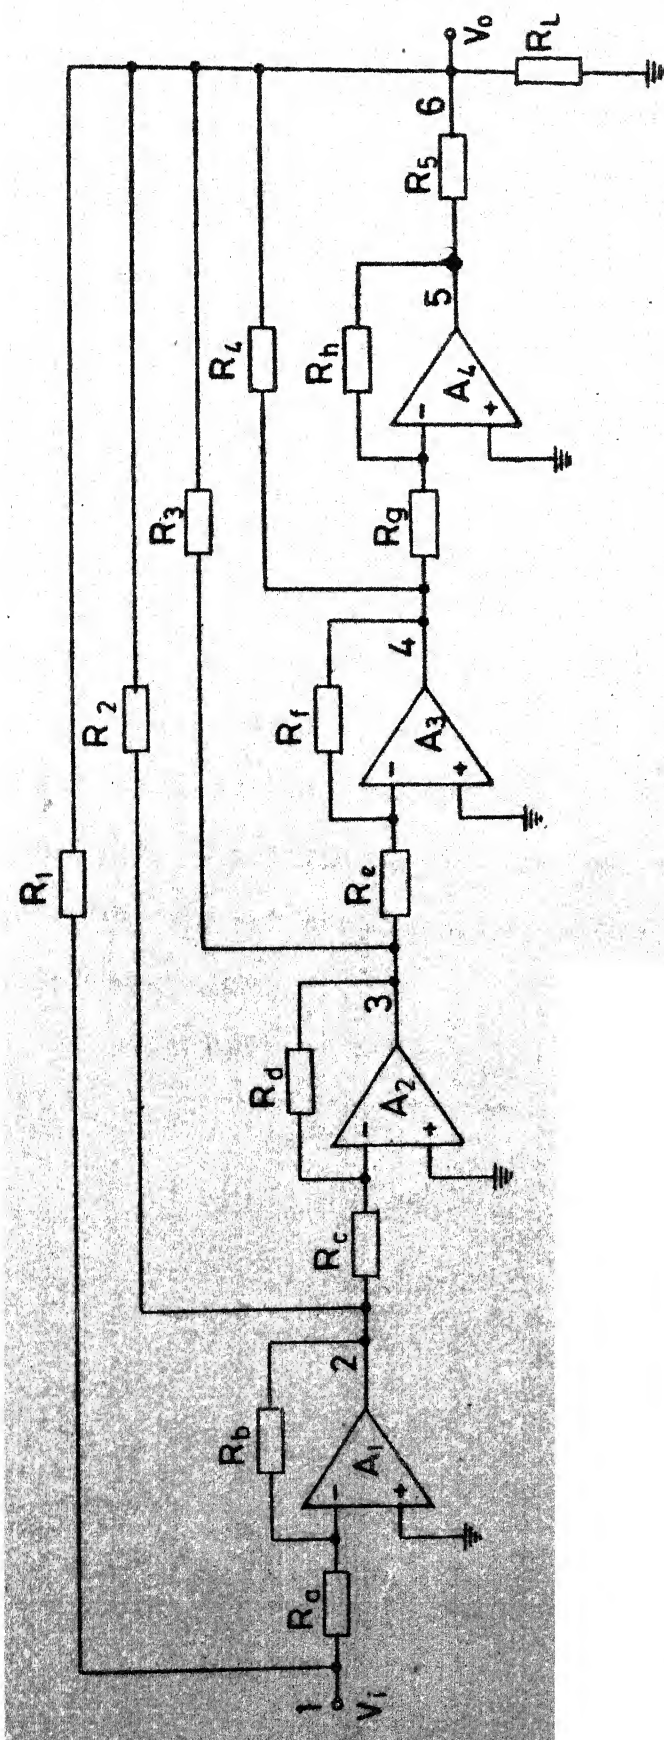 R1
R2
R3
R4
Rb
Rd
Rf
Rh
1
Vi
Ra
-
+
A1
2
Rc
-
+
A2
3
Re
-
+
A3
4
Rg
-
+
A4
5
R5
6
Vo
RL